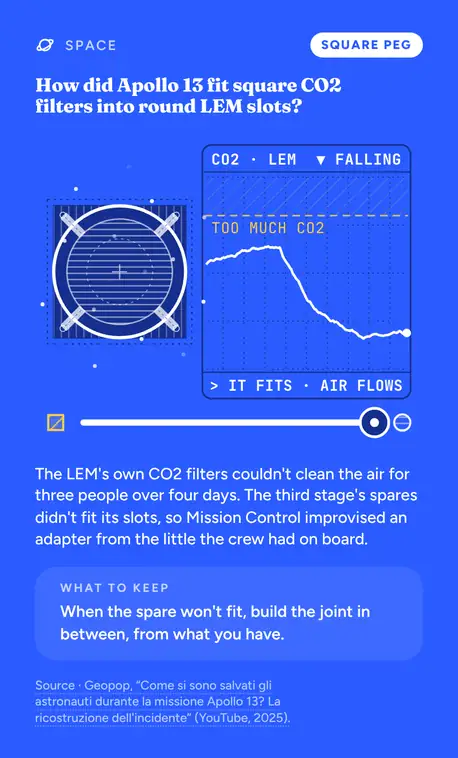 SPACE
SQUARE PEG
How did Apollo 13 fit square CO2
filters into round LEM slots?
CO2 · LEM ▼ FALLING
TOO MUCH CO2
> IT FITS · AIR FLOWS
The LEM's own CO2 filters couldn't clean the air for
three people over four days. The third stage's spares
didn't fit its slots, so Mission Control improvised an
adapter from the little the crew had on board.
WHAT TO KEEP
When the spare won't fit, build the joint in
between, from what you have.
Source · Geopop, “Come si sono salvati gli
astronauti durante la missione Apollo 13? La
ricostruzione dell'incidente” (YouTube, 2025).